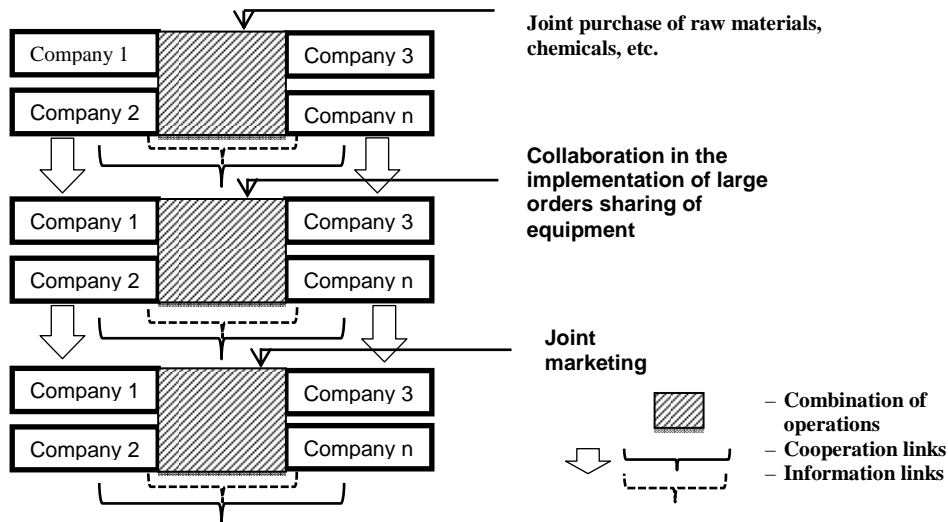 Joint purchase of raw materials,
chemicals, etc.
Company 1
Company 3
Company 2
Company n
Collaboration in the
implementation of large
orders sharing of
equipment
Company 1
Company 3
Company 2
Company n
Joint
marketing
Company 1
Company 3
Company 2
Company n
– Combination of
operations
– Cooperation links
– Information links